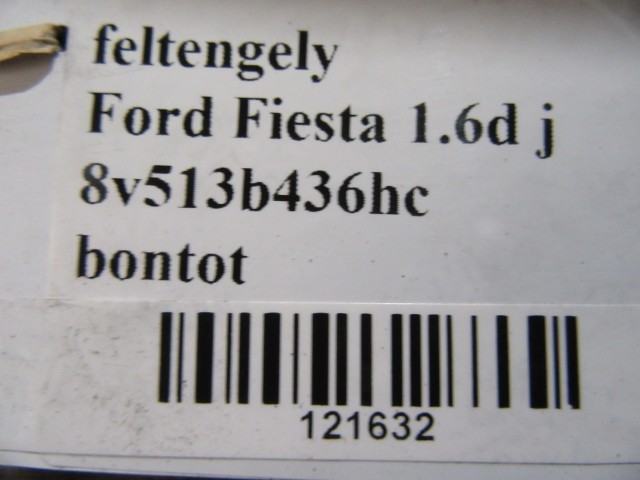 feltengely
Ford Fiesta 1.6d j
8v513b436hc
bontot
121632